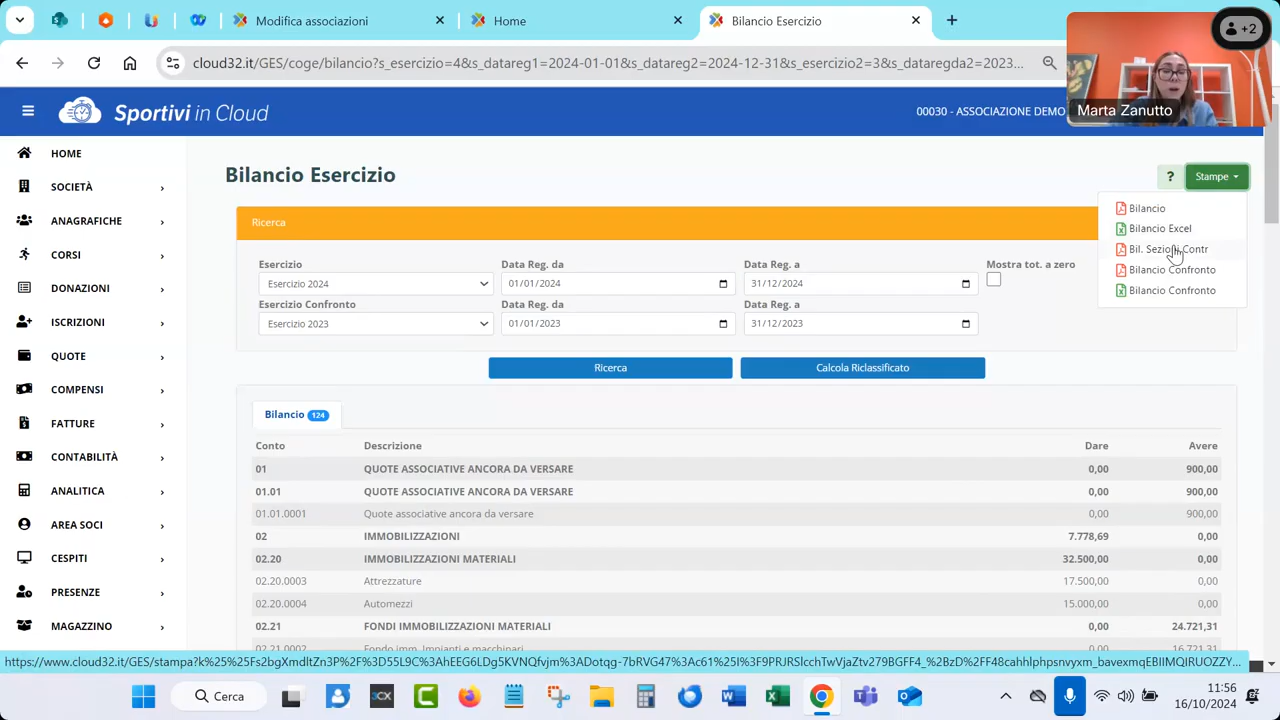 Modifica associazioni
Home
Bilancio Esercizio
+2
cloud32.it/GES/coge/bilancio?s_esercizio=4&s_datareg1=2024-01-01&s_datareg2=2024-12-31&s_esercizio2=3&s_dataregda2=2023...
Marta Zanutto
Sportivi in Cloud
00030 - ASSOCIAZIONE DEMO
HOME
SOCIETÀ
ANAGRAFICHE
CORSI
DONAZIONI
ISCRIZIONI
QUOTE
COMPENSI
FATTURE
CONTABILITÀ
ANALITICA
AREA SOCI
CESPITI
PRESENZE
MAGAZZINO
Bilancio Esercizio
? Stampe
Bilancio
Bilancio Excel
Bil. Sezioni Contr
Bilancio Confronto
Bilancio Confronto
Ricerca
Esercizio Data Reg. da Data Reg. a Mostra tot. a zero
Esercizio 2024 01/01/2024 31/12/2024
Esercizio Confronto Data Reg. da Data Reg. a
Esercizio 2023 01/01/2023 31/12/2023
Ricerca Calcola Riclassificato
Bilancio 124
Conto Descrizione Dare Avere
01 QUOTE ASSOCIATIVE ANCORA DA VERSARE 0,00 900,00
01.01 QUOTE ASSOCIATIVE ANCORA DA VERSARE 0,00 900,00
01.01.0001 Quote associative ancora da versare 0,00 900,00
02 IMMOBILIZZAZIONI 7.778,69 0,00
02.20 IMMOBILIZZAZIONI MATERIALI 32.500,00 0,00
02.20.0003 Attrezzature 17.500,00 0,00
02.20.0004 Automezzi 15.000,00 0,00
02.21 FONDI IMMOBILIZZAZIONI MATERIALI 0,00 24.721,31
02.21.0002 Fondo imm. Impianti e macchinari
Cerca
3CX
11:56
16/10/2024